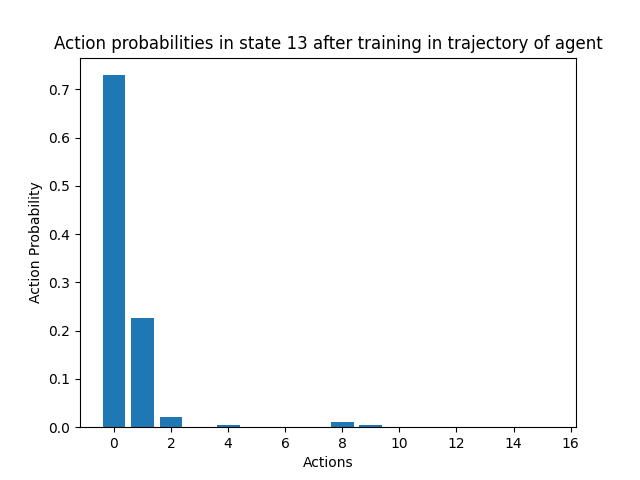 Action probabilities in state 13 after training in trajectory of agent
0.7
0.6
0.5
0.4
0.3
0.2
0.1
0.0
Action Probability
0 2 4 6 8 10 12 14 16
Actions